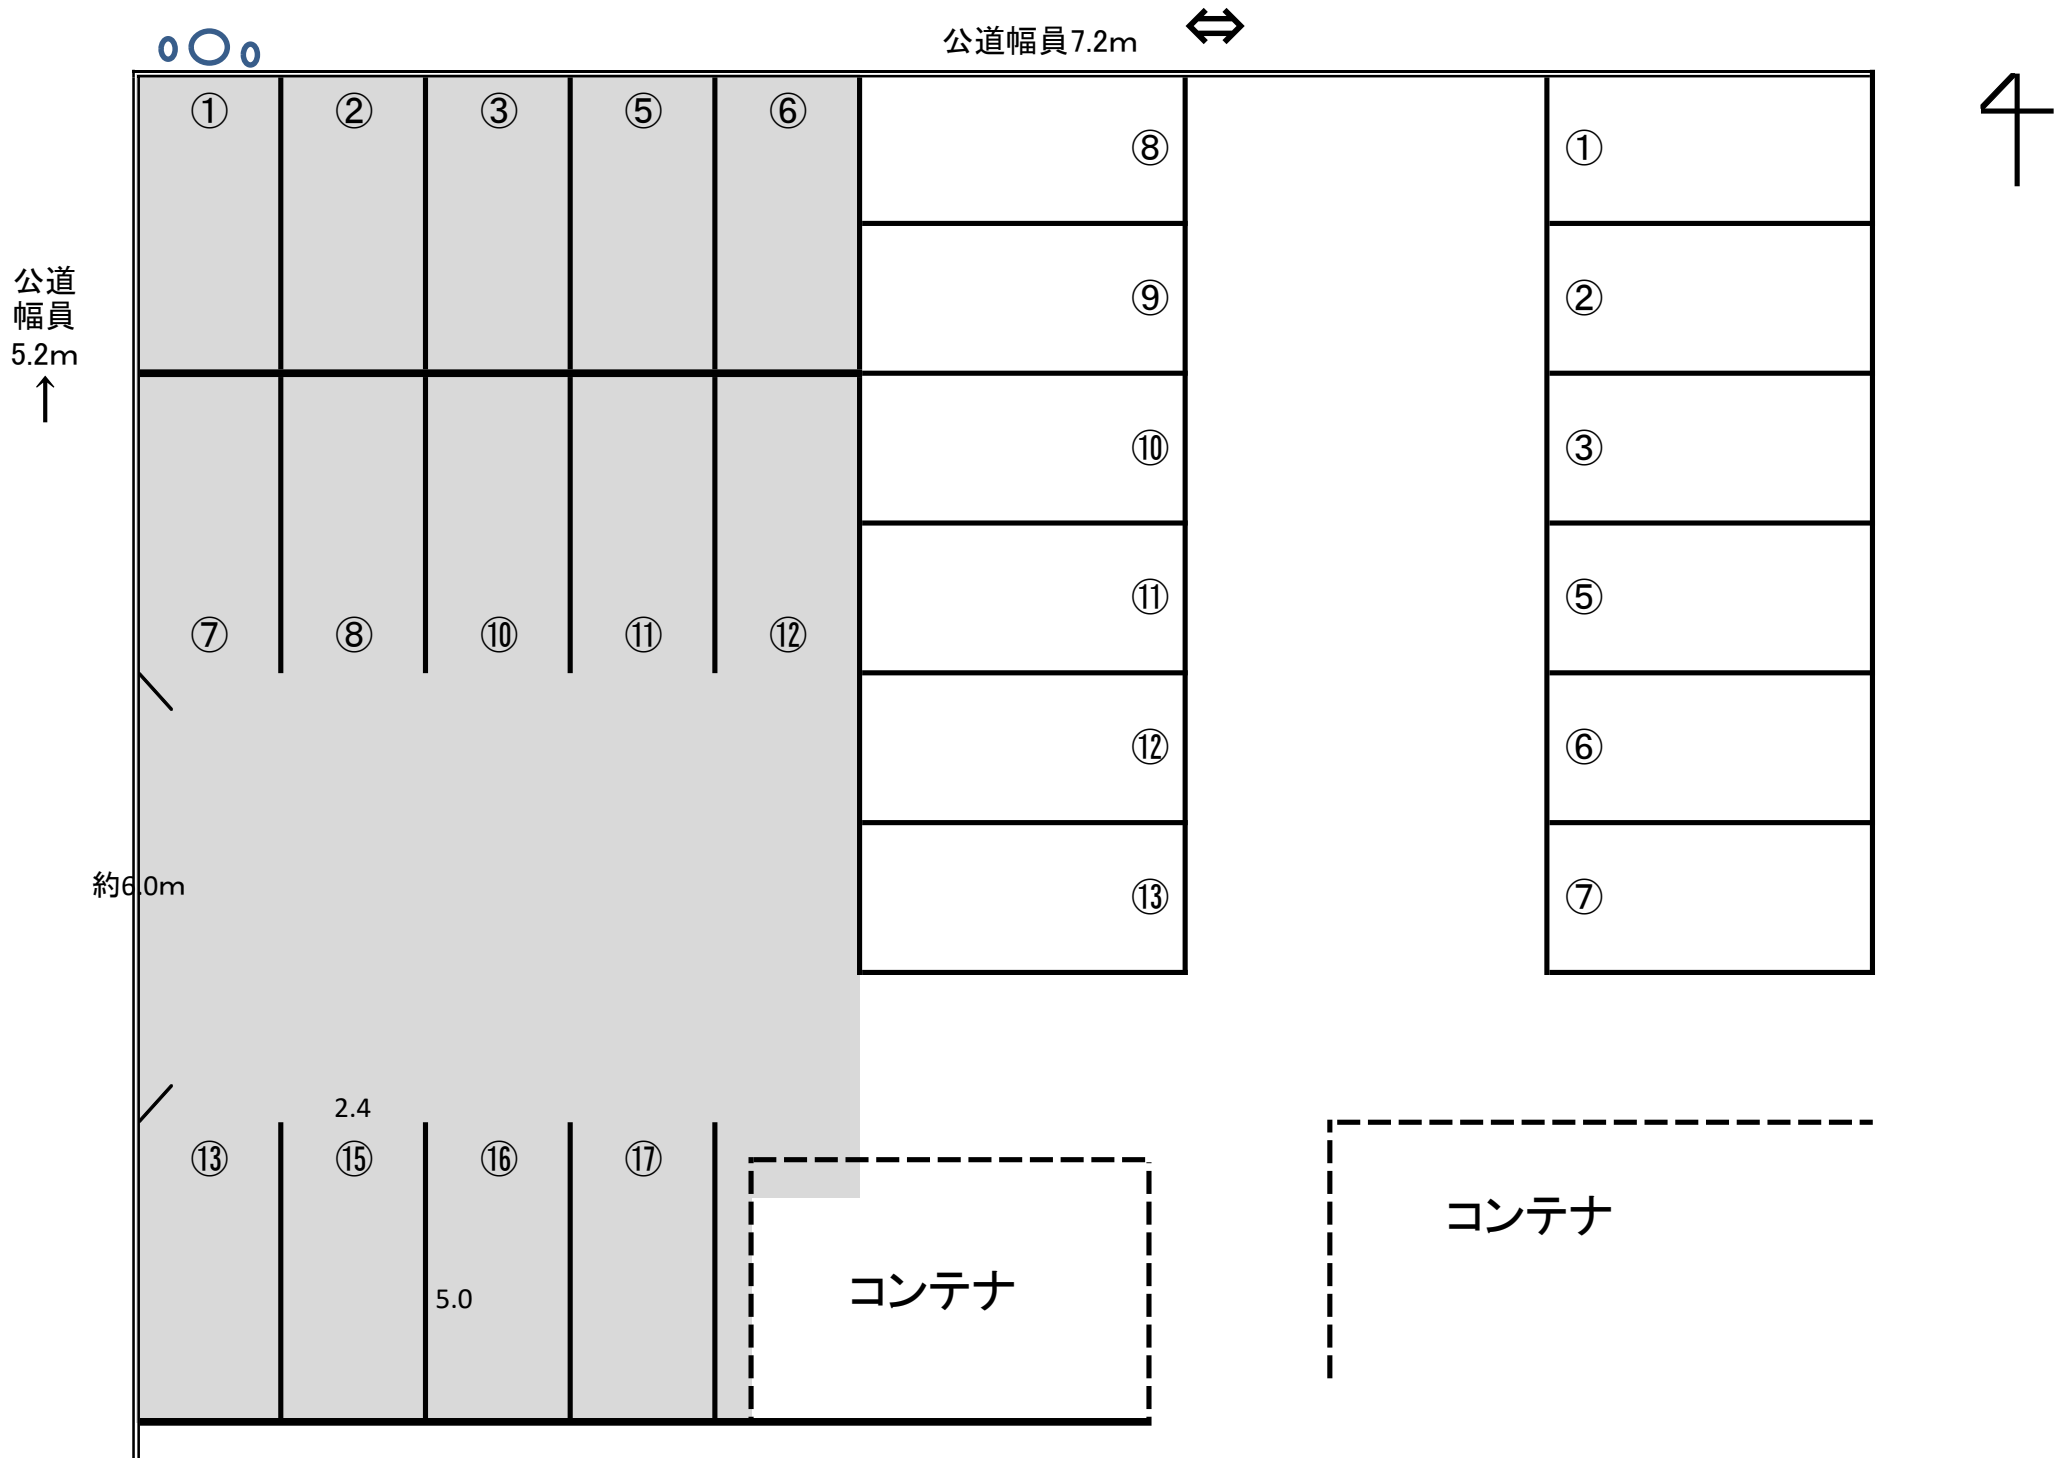 公道幅員7.2m
⇔
① ② ③ ⑤ ⑥
⑧ ①
⑨ ②
公道
幅員
5.2m
↑
⑩ ③
⑪ ⑤
⑦ ⑧ ⑩ ⑪ ⑫
⑫ ⑥
約6.0m
⑬ ⑦
2.4
⑬ ⑮ ⑯ ⑰
コンテナ
コンテナ
5.0